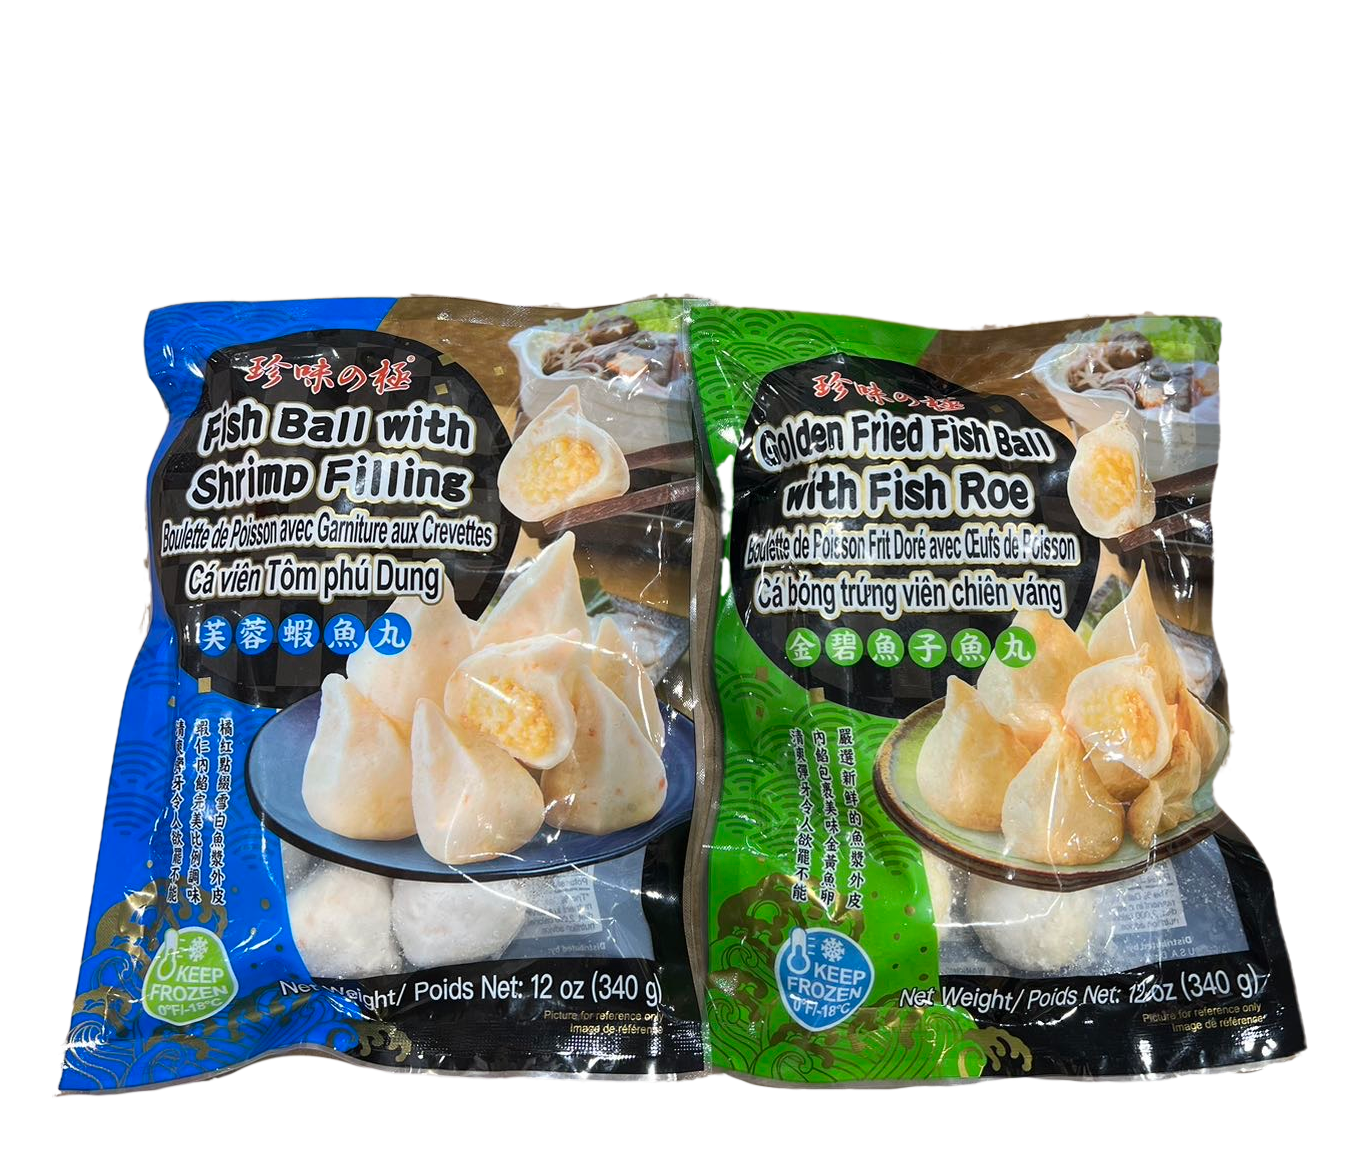 珍味の極
Fish Ball with
Shrimp Filling
Boulette de Poisson avec Garniture aux Crevettes
Cá viên Tôm phú Dung
芙蓉蝦魚丸
橘紅點綴雪白魚漿外皮
蝦仁內餡完美比例調味
清爽彈牙令人欲罷不能
KEEP
FROZEN
0°F/-18°C
Net Weight/ Poids Net: 12 oz (340 g)
Picture for reference only
Image de référence
珍味の極
Golden Fried Fish Ball
with Fish Roe
Boulette de Poisson Frit Doré avec Œufs de Poisson
Cá bóng trứng viên chiên váng
金碧魚子魚丸
嚴選新鮮的魚漿外皮
內餡包裹美味金黃魚卵
清爽彈牙令人欲罷不能
KEEP
FROZEN
0°F/-18°C
Net Weight/ Poids Net: 12 oz (340 g)
Picture for reference only
Image de référence